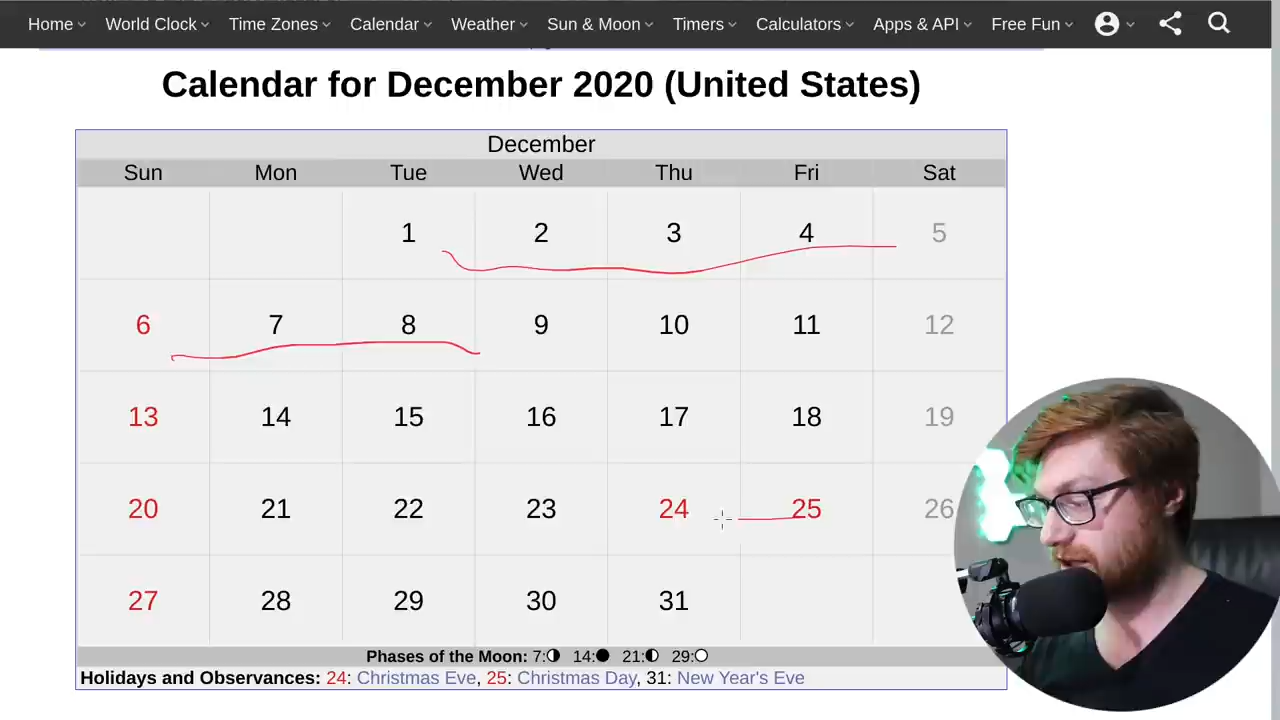 Home World Clock Time Zones Calendar Weather Sun & Moon Timers Calculators Apps & API Free Fun
Calendar for December 2020 (United States)
December
Sun Mon Tue Wed Thu Fri Sat
1 2 3 4 5
6 7 8 9 10 11 12
13 14 15 16 17 18 19
20 21 22 23 24 25 26
27 28 29 30 31
Phases of the Moon: 7: 14: 21: 29:
Holidays and Observances: 24: Christmas Eve, 25: Christmas Day, 31: New Year's Eve